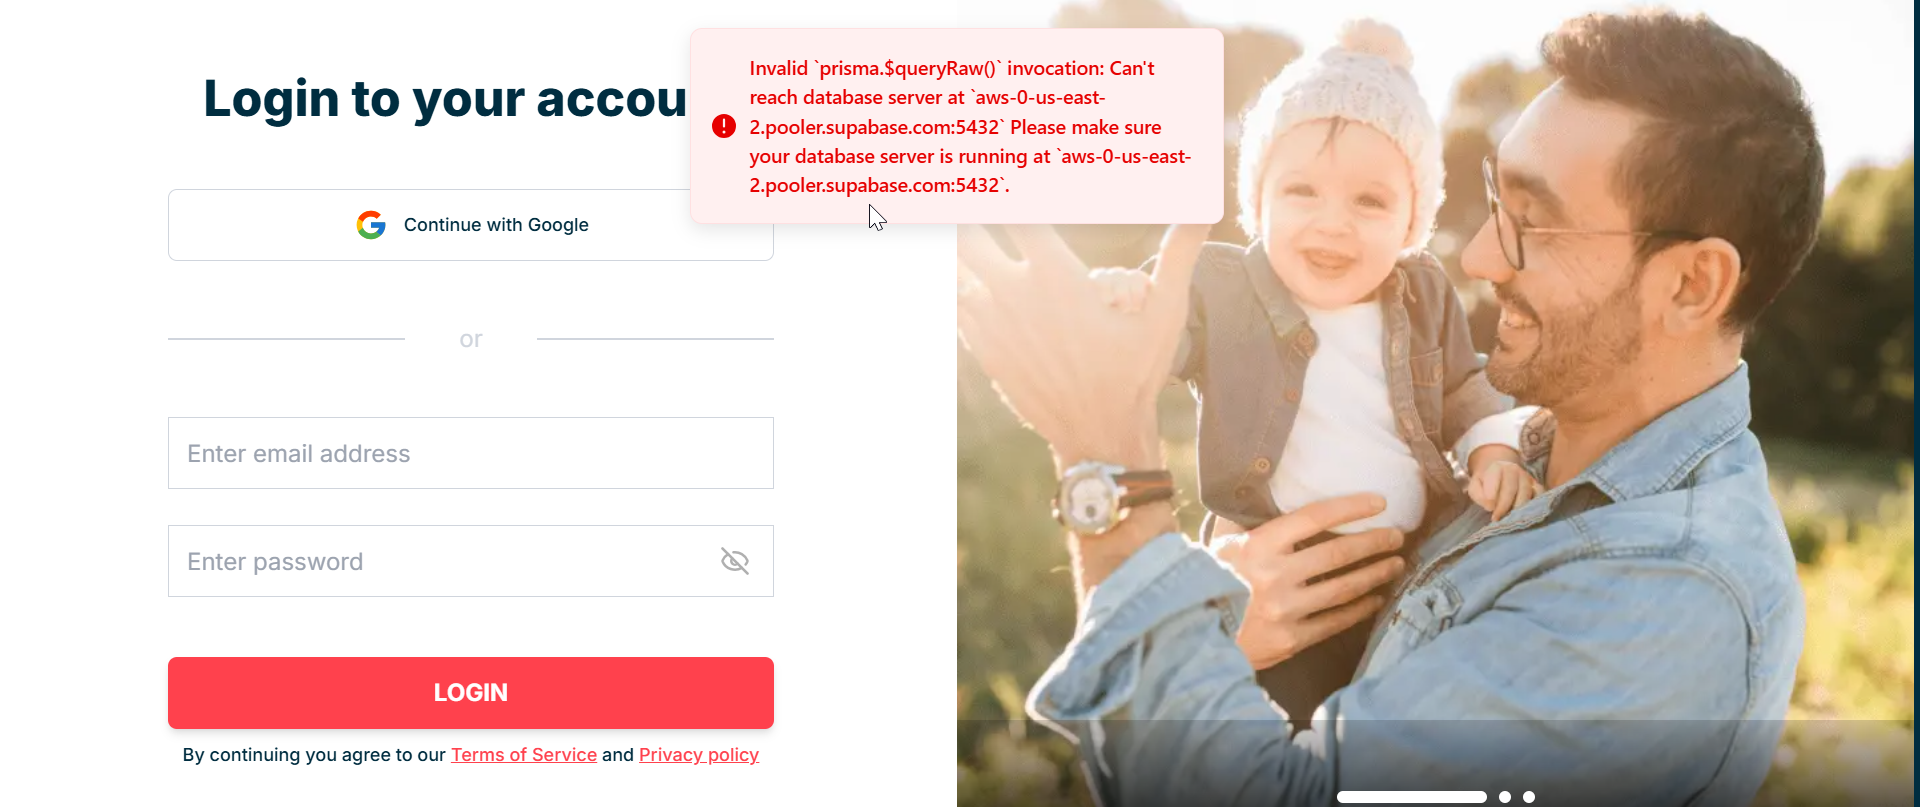 Login to your accou
Invalid `prisma.$queryRaw()` invocation: Can't
reach database server at `aws-0-us-east-
2.pooler.supabase.com:5432` Please make sure
your database server is running at `aws-0-us-east-
2.pooler.supabase.com:5432`.
Continue with Google
or
Enter email address
Enter password
LOGIN
By continuing you agree to our Terms of Service and Privacy policy